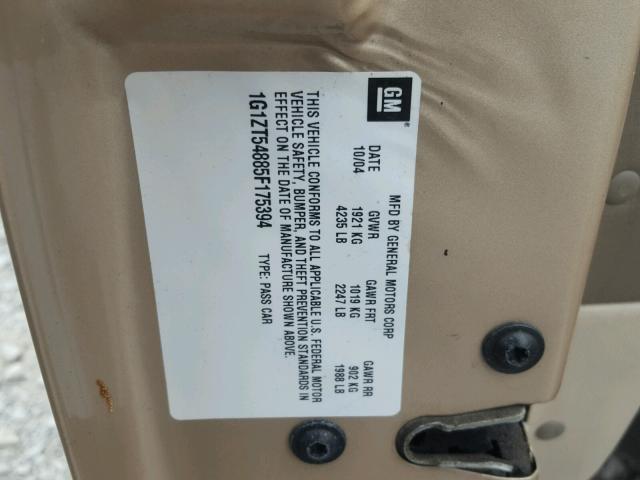 GM
MFD BY GENERAL MOTORS CORP
DATE GVWR GAWR FRT GAWR RR
10/04 1921 KG 1019 KG 902 KG
4235 LB 2247 LB 1988 LB
THIS VEHICLE CONFORMS TO ALL APPLICABLE U.S. FEDERAL MOTOR
VEHICLE SAFETY, BUMPER, AND THEFT PREVENTION STANDARDS IN
EFFECT ON THE DATE OF MANUFACTURE SHOWN ABOVE.
1G1ZT54885F175394 TYPE: PASS CAR